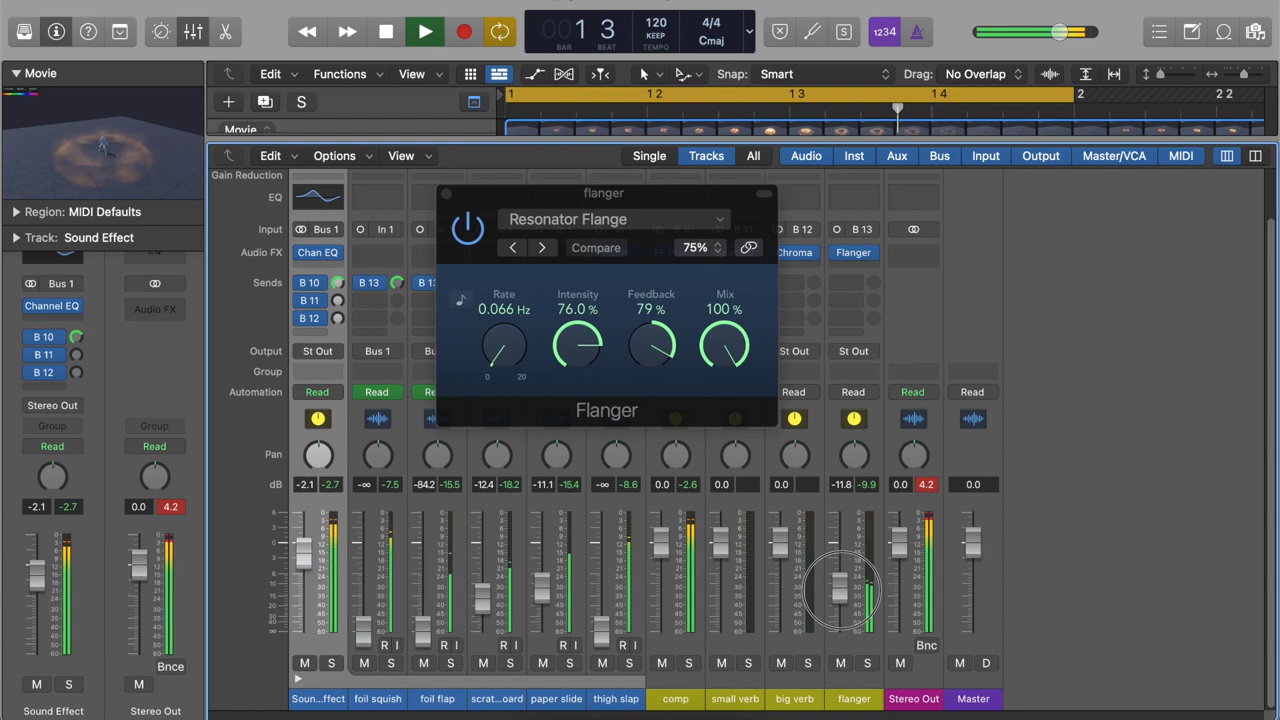 001 3
BAR BEAT
120
KEEP
TEMPO
4/4
Cmaj
1234
Movie
Edit Functions View Snap: Smart Drag: No Overlap
S
1 1 2 1 3 1 4 2 2 2
Movie
Edit Options View Single Tracks All Audio Inst Aux Bus Input Output Master/VCA MIDI
Region: MIDI Defaults
Track: Sound Effect
Bus 1
Channel EQ Audio FX
B 10
B 11
B 12
Stereo Out
Group Group
Read Read
-2.1 -2.7 0.0 4.2
Bnce
M S M
Sound Effect Stereo Out
Gain Reduction
EQ
Input Bus 1 In 1 B 12 B 13
Audio FX Chan EQ Chroma Flanger
Sends B 10 B 13
B 11
B 12
Output St Out Bus 1 St Out St Out
Group
Automation Read Read Read Read
Pan
dB -2.1 -2.7 -∞ -7.5 -84.2 -15.5 -12.4 -18.2 -11.1 -15.4 -∞ -8.6 0.0 -2.6 0.0 0.0 -11.8 -9.9 0.0 4.2 0.0
R I R I R I Bnc
M S M S M S M S M S M S M S M S M S M S M M D
Soun...ffect foil squish foil flap scrat...oard paper slide thigh slap comp small verb big verb flanger Stereo Out Master
flanger
Resonator Flange
Compare 75%
Rate Intensity Feedback Mix
0.066 Hz 76.0 % 79 % 100 %
0 20
Flanger